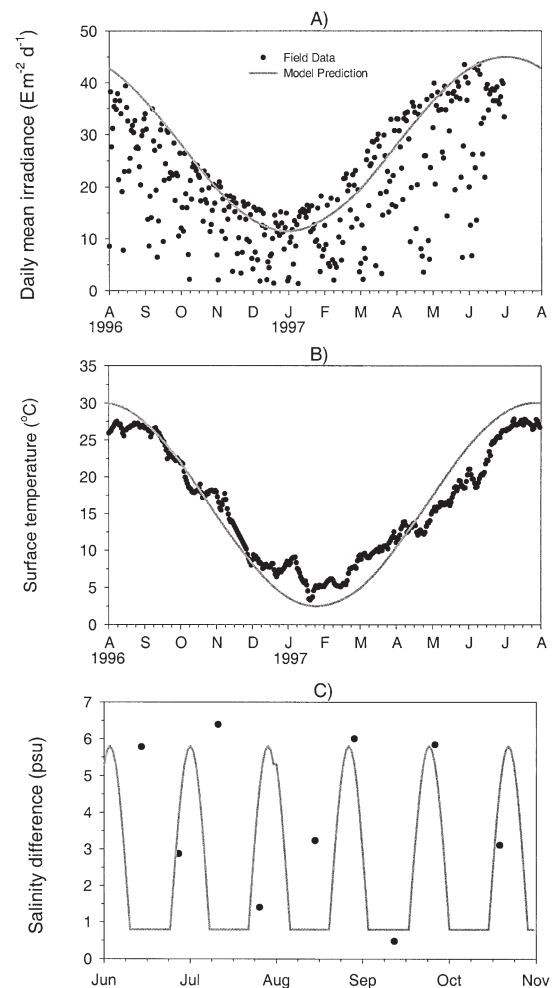 A)
Daily mean irradiance (E m-2 d-1)
50
40
30
20
10
0
Field Data
Model Prediction
A S O N D J F M A M J J A
1996 1997
B)
Surface temperature (oC)
35
30
25
20
15
10
5
0
A S O N D J F M A M J J A
1996 1997
C)
Salinity difference (psu)
7
6
5
4
3
2
1
0
Jun Jul Aug Sep Oct Nov